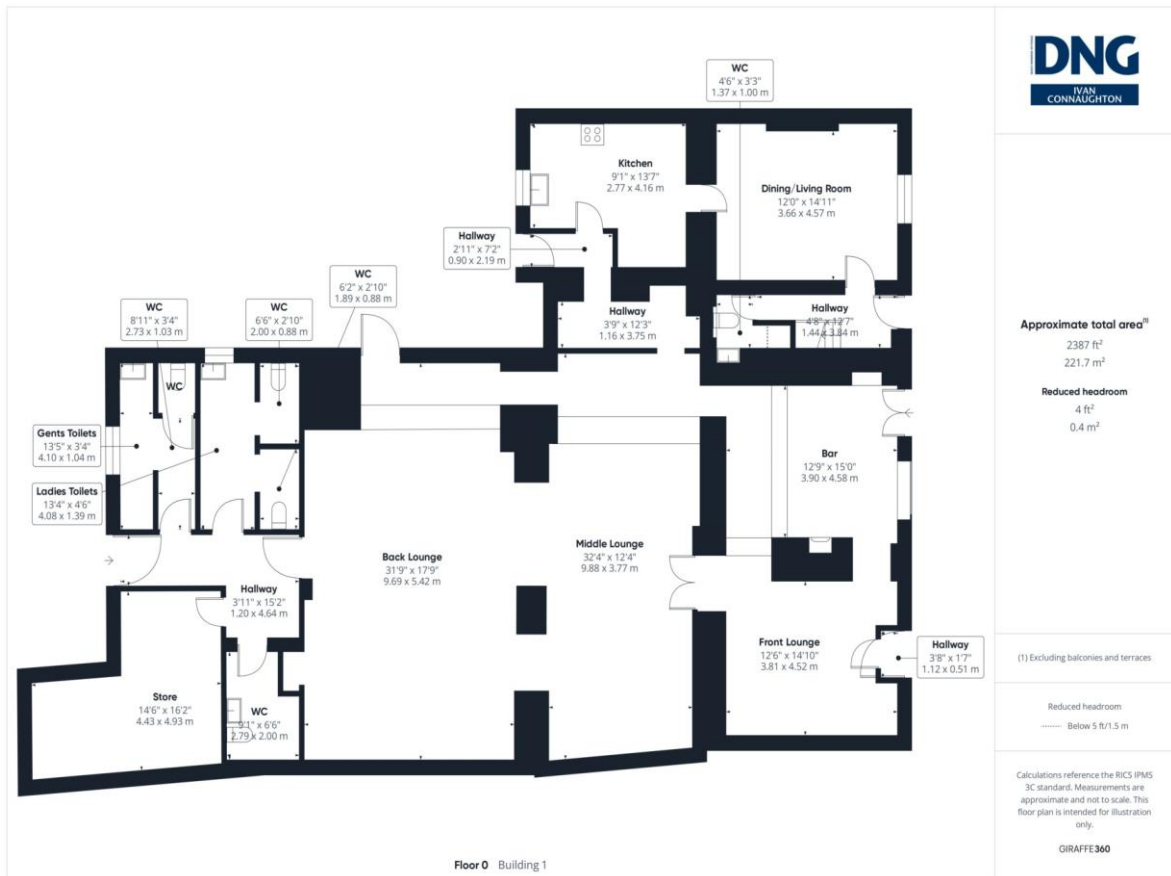 WC
4'6" x 3'3"
1.37 x 1.00 m
Kitchen
9'1" x 13'7"
2.77 x 4.16 m
Dining/Living Room
12'0" x 14'11"
3.66 x 4.57 m
Hallway
2'11" x 7'2"
0.90 x 2.19 m
WC
6'2" x 2'10"
1.89 x 0.88 m
WC
8'11" x 3'4"
2.73 x 1.03 m
WC
6'6" x 2'10"
2.00 x 0.88 m
Hallway
3'9" x 12'3"
1.16 x 3.75 m
Hallway
4'8" x 12'7"
1.44 x 3.84 m
WC
Gents Toilets
13'5" x 3'4"
4.10 x 1.04 m
Ladies Toilets
13'4" x 4'6"
4.08 x 1.39 m
Bar
12'9" x 15'0"
3.90 x 4.58 m
Back Lounge
31'9" x 17'9"
9.69 x 5.42 m
Middle Lounge
32'4" x 12'4"
9.88 x 3.77 m
Hallway
3'11" x 15'2"
1.20 x 4.64 m
Front Lounge
12'6" x 14'10"
3.81 x 4.52 m
Hallway
3'8" x 1'7"
1.12 x 0.51 m
Store
14'6" x 16'2"
4.43 x 4.93 m
WC
9'1" x 6'6"
2.79 x 2.00 m
Floor 0 Building 1
DNG
IVAN
CONNAUGHTON
Approximate total area(1)
2387 ft²
221.7 m²
Reduced headroom
4 ft²
0.4 m²
(1) Excluding balconies and terraces
Reduced headroom
Below 5 ft/1.5 m
Calculations reference the RICS IPMS
3C standard. Measurements are
approximate and not to scale. This
floor plan is intended for illustration
only.
GIRAFFE360